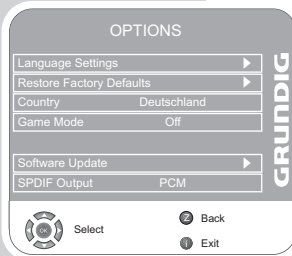 OPTIONS
Language Settings
Restore Factory Defaults
Country Deutschland
Game Mode Off
Software Update
SPDIF Output PCM
GRUNDIG
OK Select
Z Back
i Exit